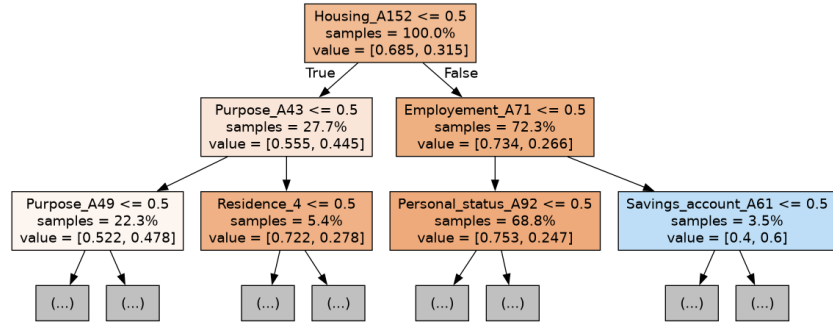 Housing_A152 <= 0.5
samples = 100.0%
value = [0.685, 0.315]
True
False
Purpose_A43 <= 0.5
samples = 27.7%
value = [0.555, 0.445]
Employement_A71 <= 0.5
samples = 72.3%
value = [0.734, 0.266]
Purpose_A49 <= 0.5
samples = 22.3%
value = [0.522, 0.478]
Residence_4 <= 0.5
samples = 5.4%
value = [0.722, 0.278]
Personal_status_A92 <= 0.5
samples = 68.8%
value = [0.753, 0.247]
Savings_account_A61 <= 0.5
samples = 3.5%
value = [0.4, 0.6]
(...)
(...)
(...)
(...)
(...)
(...)
(...)
(...)